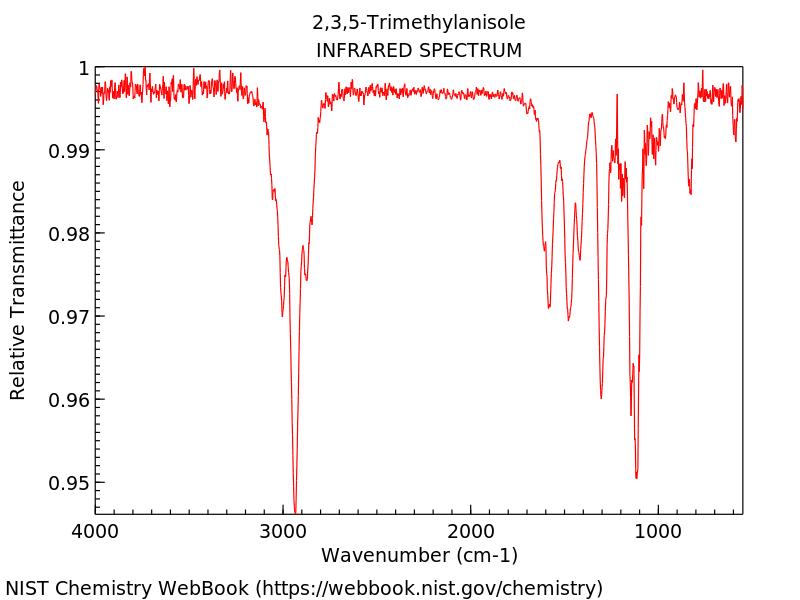 2,3,5-Trimethylanisole
INFRARED SPECTRUM
1
0.99
0.98
0.97
0.96
0.95
Relative Transmittance
4000 3000 2000 1000
Wavenumber (cm-1)
NIST Chemistry WebBook (https://webbook.nist.gov/chemistry)